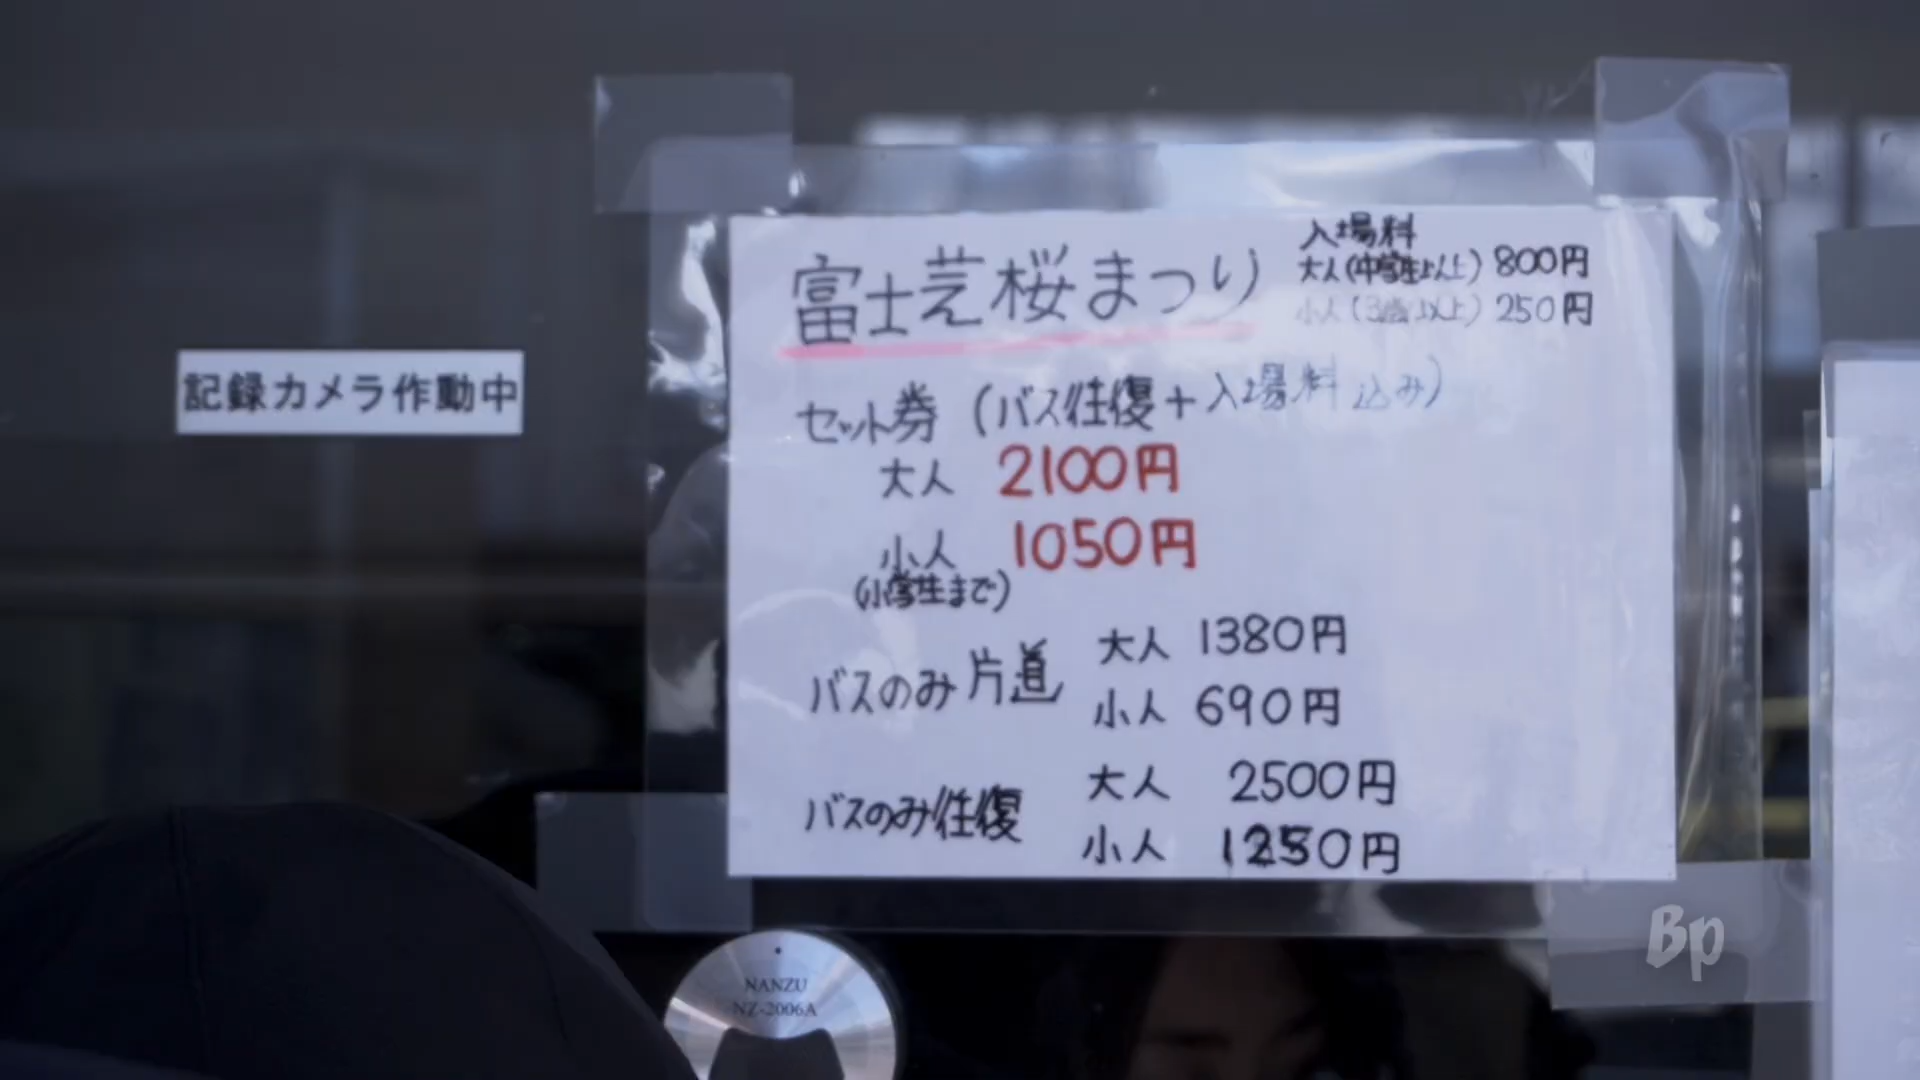 富士芝桜まつり
入場料
大人(中学生以上) 800円
小人(3歳以上) 250円
セット券 (バス往復+入場料込み)
大人 2100円
小人 1050円
(小学生まで)
バスのみ片道 大人 1380円
小人 690円
バスのみ往復 大人 2500円
小人 1250円
記録カメラ作動中
NANZU
NZ-2006A
Bp